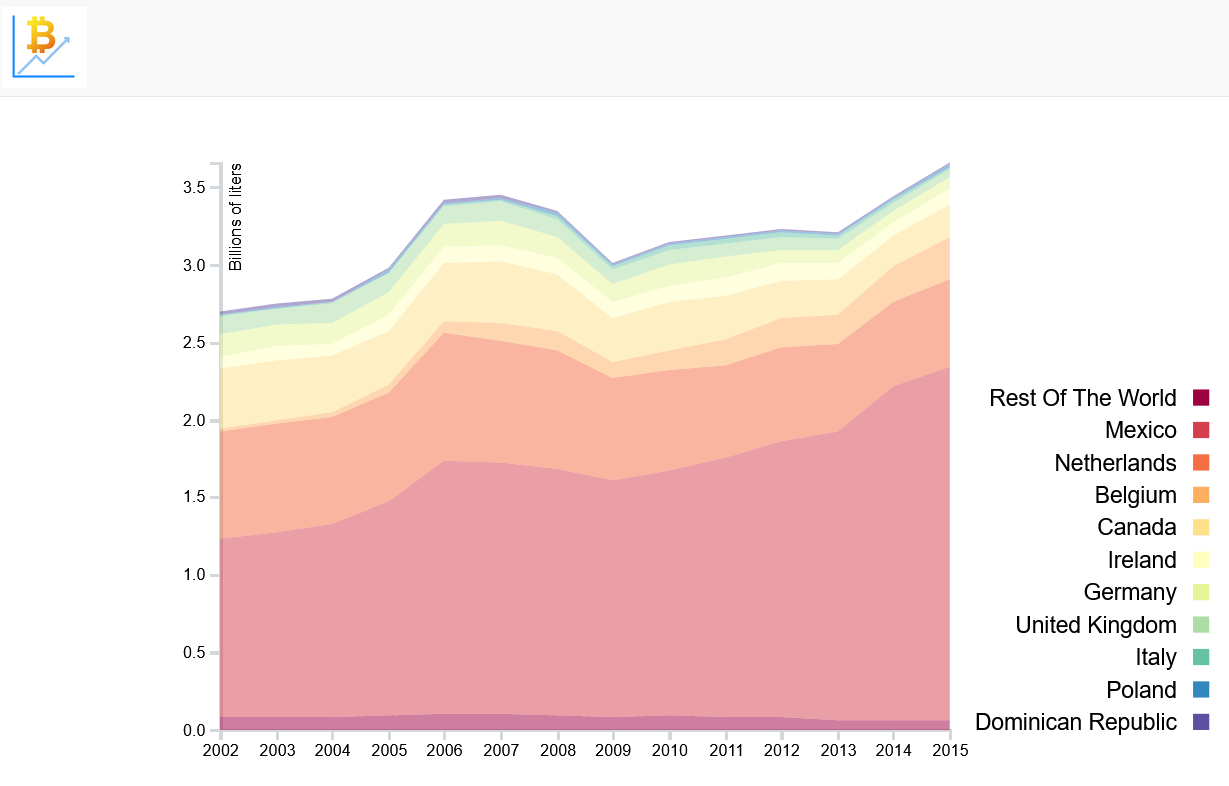 Billions of liters
3.5
3.0
2.5
2.0
1.5
1.0
0.5
0.0
2002 2003 2004 2005 2006 2007 2008 2009 2010 2011 2012 2013 2014 2015
Rest Of The World
Mexico
Netherlands
Belgium
Canada
Ireland
Germany
United Kingdom
Italy
Poland
Dominican Republic